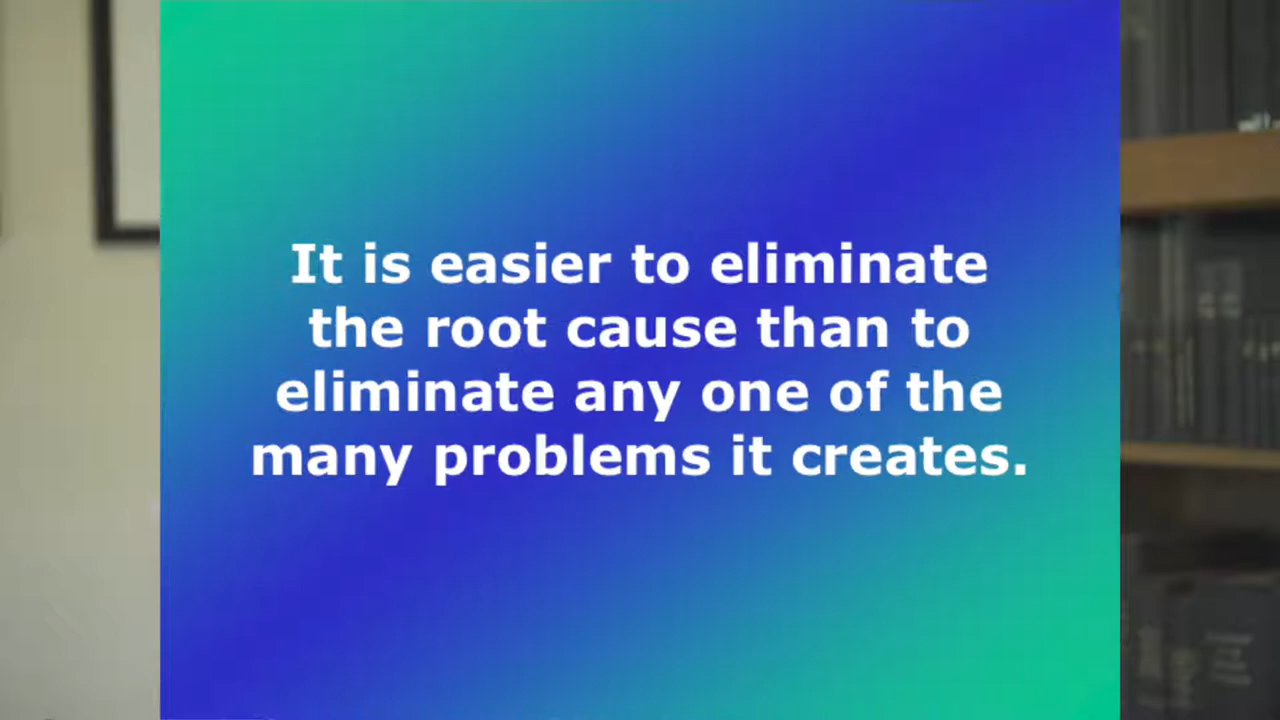 It is easier to eliminate
the root cause than to
eliminate any one of the
many problems it creates.